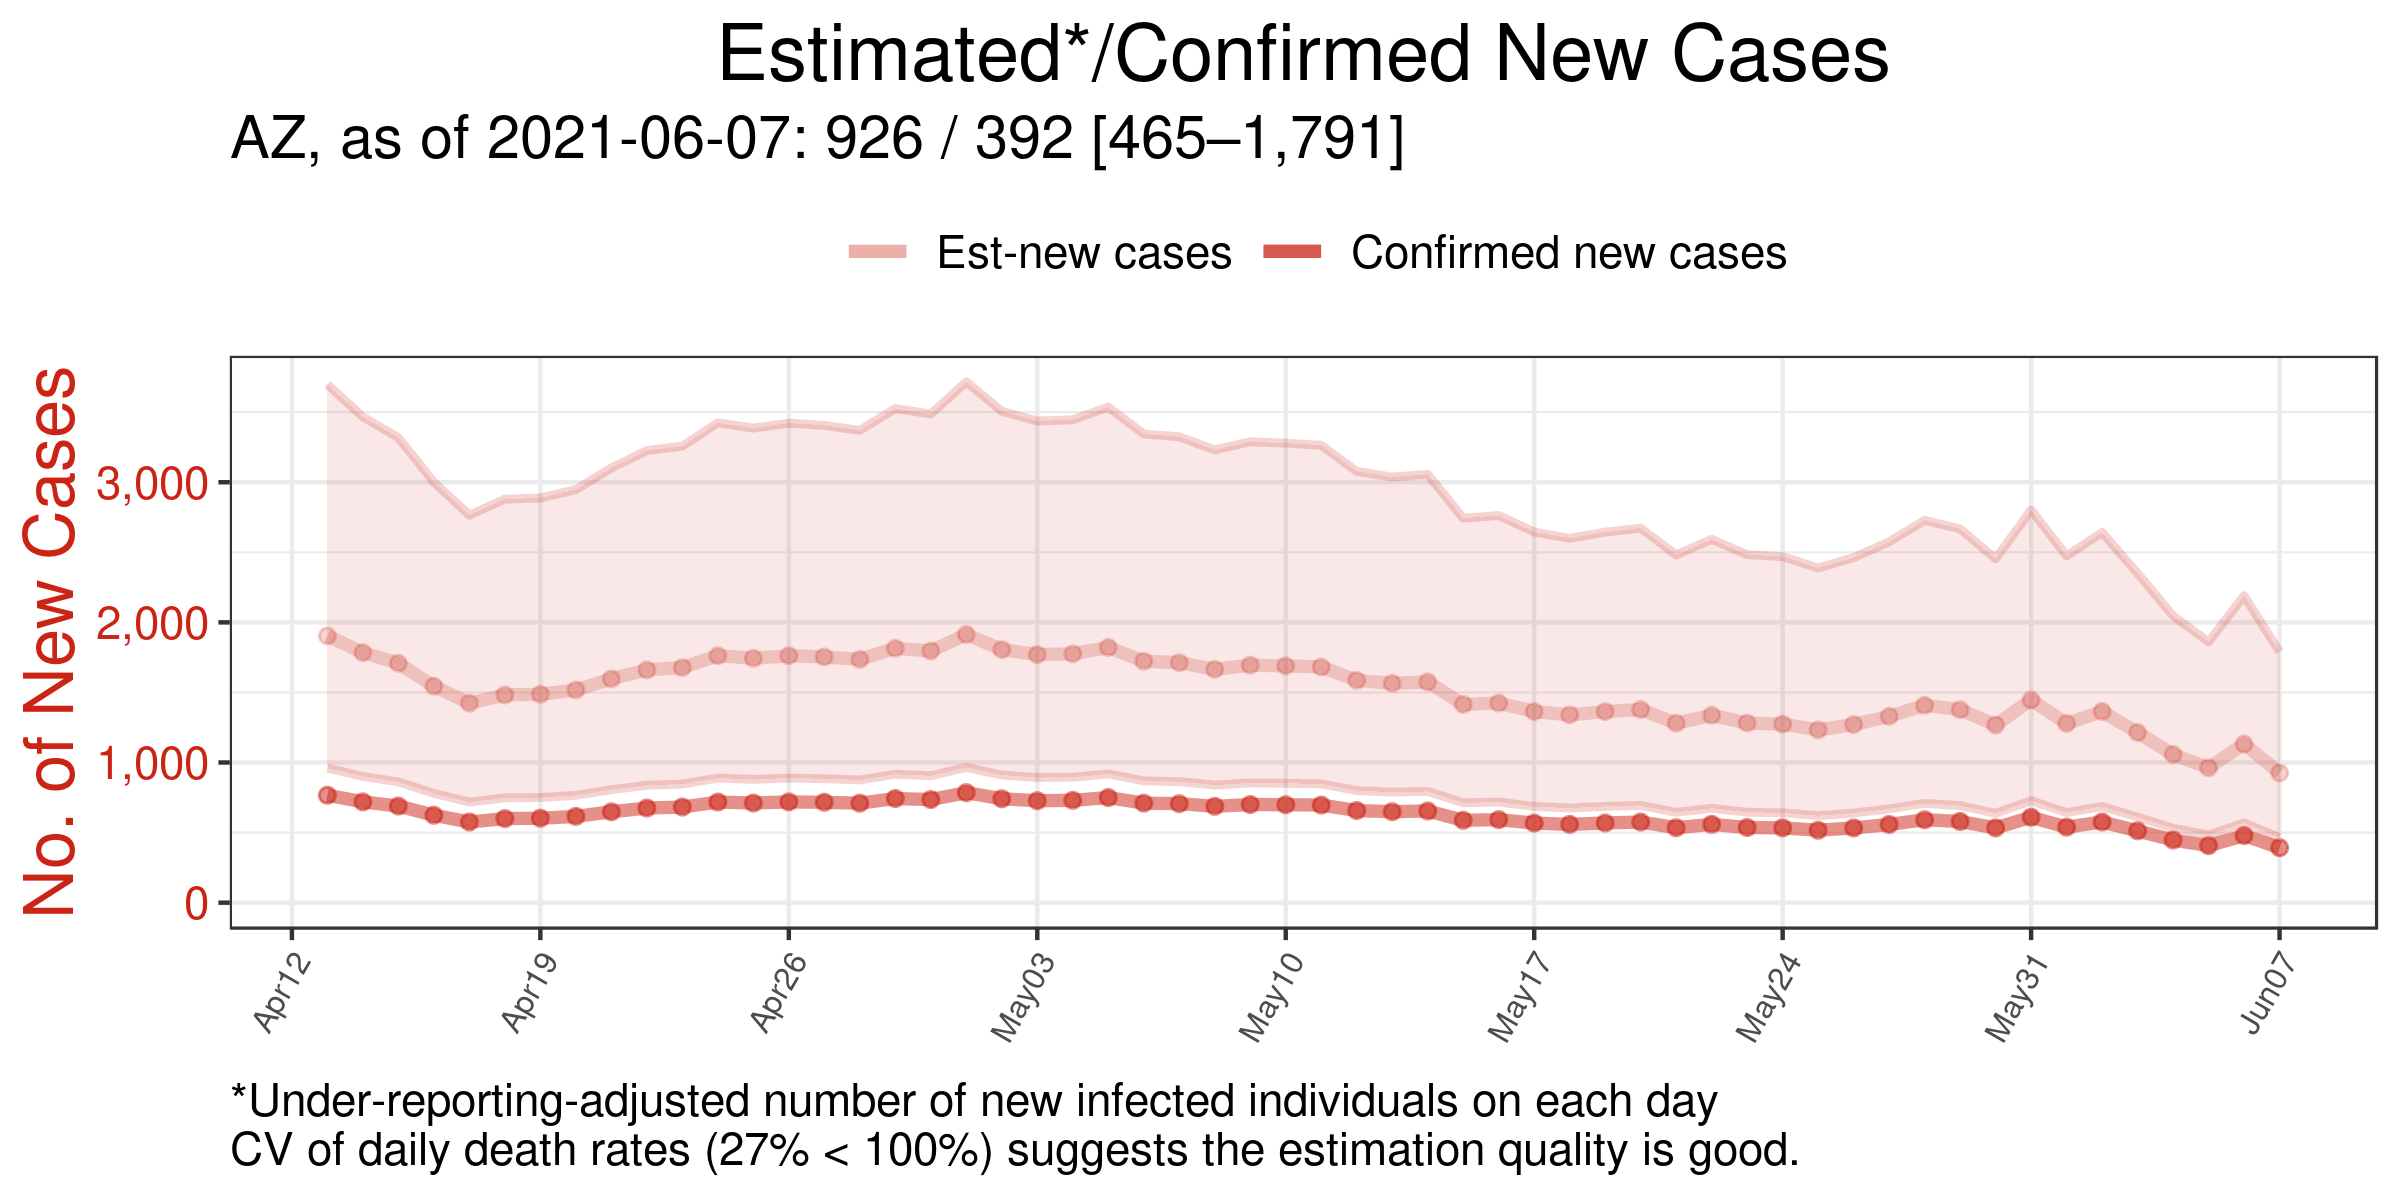 Estimated*/Confirmed New Cases
AZ, as of 2021-06-07: 926 / 392 [465–1,791]
Est-new cases
Confirmed new cases
No. of New Cases
3,000
2,000
1,000
0
Apr12
Apr19
Apr26
May03
May10
May17
May24
May31
Jun07
*Under-reporting-adjusted number of new infected individuals on each day
CV of daily death rates (27% < 100%) suggests the estimation quality is good.